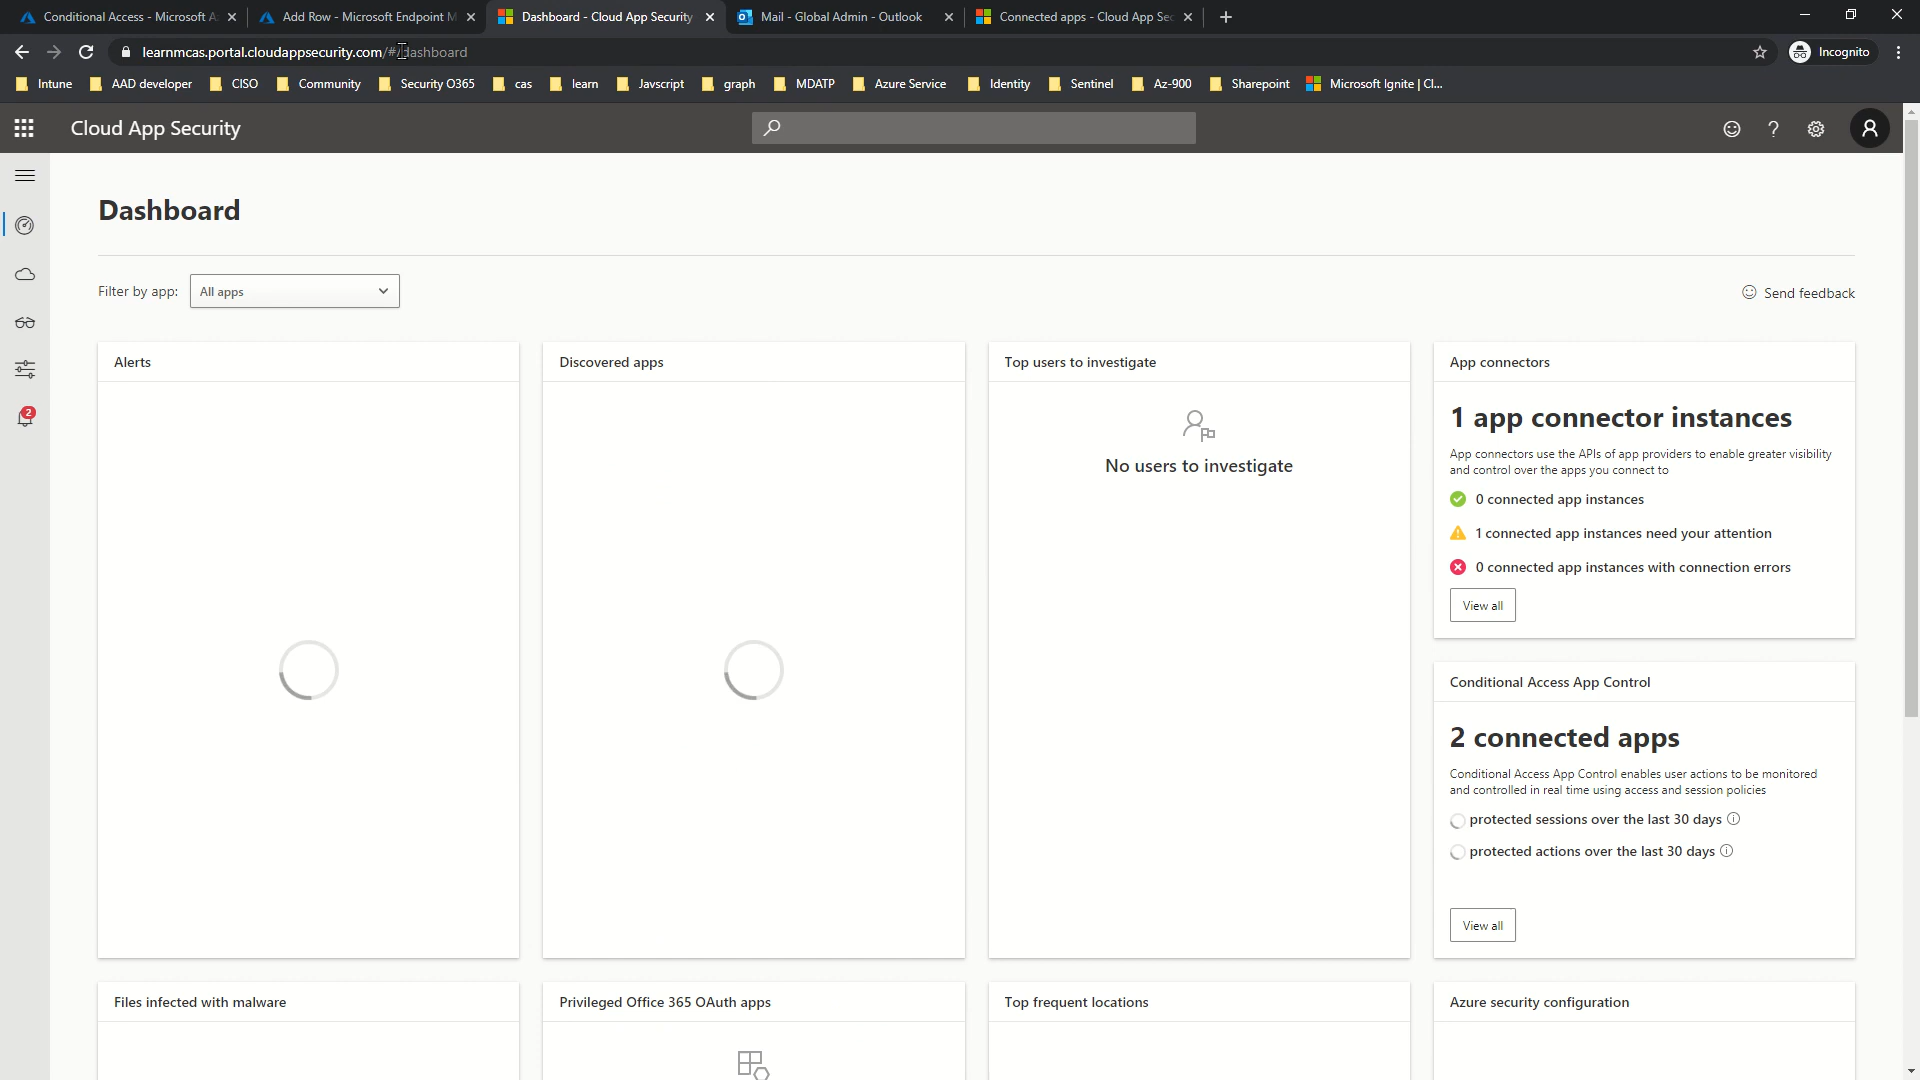 Conditional Access - Microsoft A
Add Row - Microsoft Endpoint M
Dashboard - Cloud App Security
Mail - Global Admin - Outlook
Connected apps - Cloud App Sec
learnmcas.portal.cloudappsecurity.com/#/dashboard
Incognito
Intune
AAD developer
CISO
Community
Security O365
cas
learn
Javscript
graph
MDATP
Azure Service
Identity
Sentinel
Az-900
Sharepoint
Microsoft Ignite | Cl...
Cloud App Security
?
2
Dashboard
Filter by app:
All apps
Send feedback
Alerts
Discovered apps
Top users to investigate
No users to investigate
App connectors
1 app connector instances
App connectors use the APIs of app providers to enable greater visibility
and control over the apps you connect to
0 connected app instances
1 connected app instances need your attention
0 connected app instances with connection errors
View all
Conditional Access App Control
2 connected apps
Conditional Access App Control enables user actions to be monitored
and controlled in real time using access and session policies
protected sessions over the last 30 days
protected actions over the last 30 days
View all
Files infected with malware
Privileged Office 365 OAuth apps
Top frequent locations
Azure security configuration